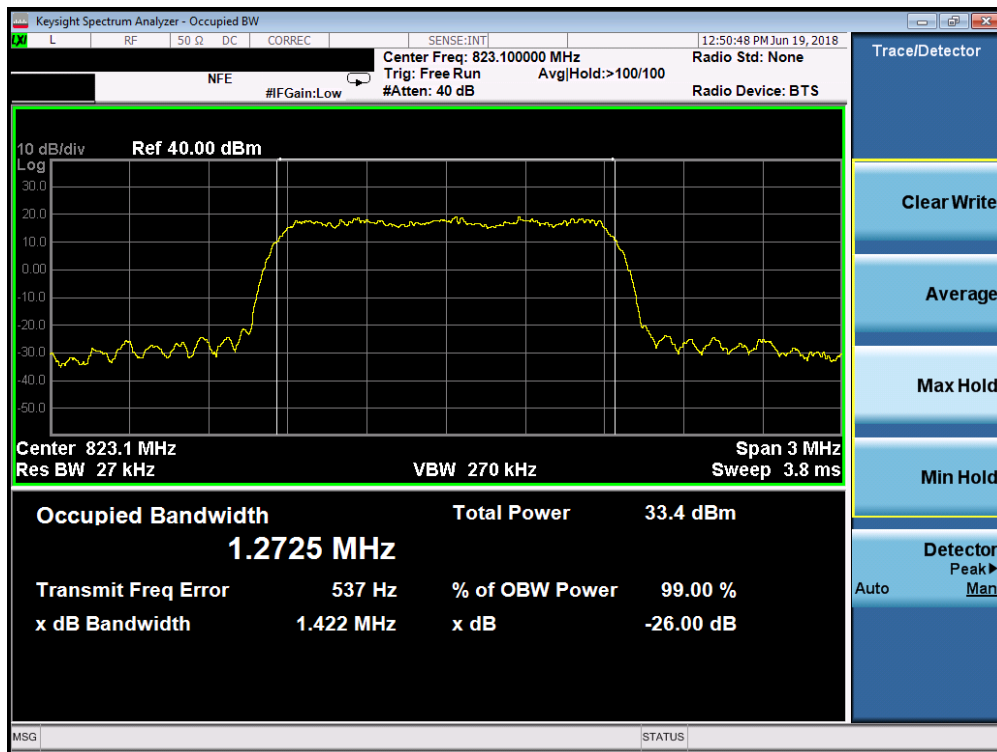 Keysight Spectrum Analyzer - Occupied BW
LXI L RF 50 Ω DC CORREC SENSE:INT 12:50:48 PM Jun 19, 2018
Center Freq: 823.100000 MHz Radio Std: None
NFE Trig: Free Run Avg|Hold:>100/100
#IFGain:Low #Atten: 40 dB Radio Device: BTS
10 dB/div Ref 40.00 dBm
Log
30.0
20.0
10.0
0.00
-10.0
-20.0
-30.0
-40.0
-50.0
Center 823.1 MHz Span 3 MHz
Res BW 27 kHz VBW 270 kHz Sweep 3.8 ms
Occupied Bandwidth Total Power 33.4 dBm
1.2725 MHz
Transmit Freq Error 537 Hz % of OBW Power 99.00 %
x dB Bandwidth 1.422 MHz x dB -26.00 dB
MSG STATUS
Trace/Detector
Clear Write
Average
Max Hold
Min Hold
Detector
Peak▶
Auto Man